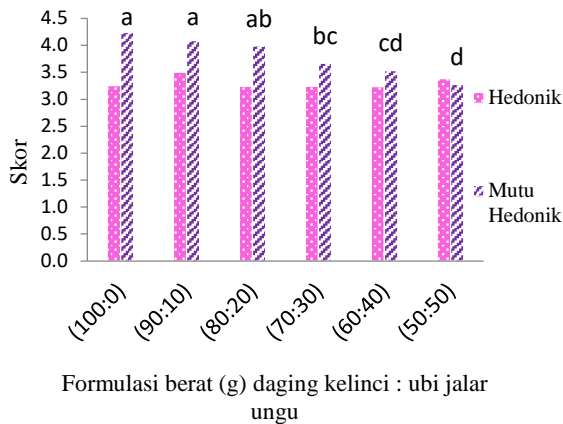 4.5
4.0
3.5
3.0
2.5
2.0
1.5
1.0
0.5
0.0
Skor
a
a
ab
bc
cd
d
Hedonik
Mutu
Hedonik
(100:0)
(90:10)
(80:20)
(70:30)
(60:40)
(50:50)
Formulasi berat (g) daging kelinci : ubi jalar
ungu